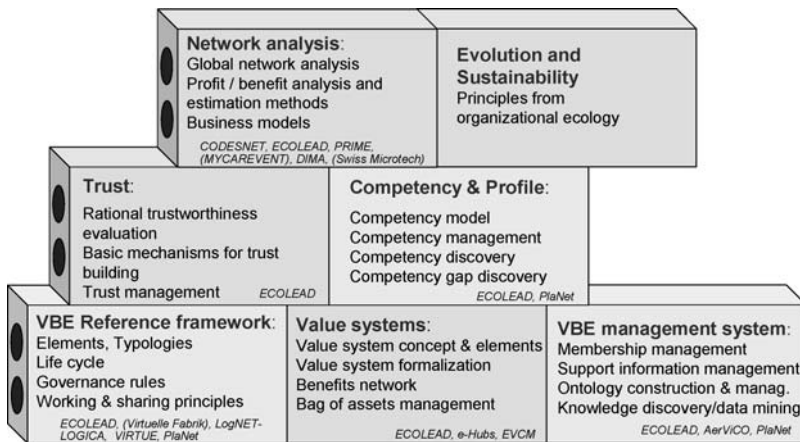 Network analysis:
Global network analysis
Profit / benefit analysis and
estimation methods
Business models
CODESNET, ECOLEAD, PRIME,
(MYCAREVENT), DIMA, (Swiss Microtech)
Evolution and
Sustainability
Principles from
organizational ecology
Trust:
Rational trustworthiness
evaluation
Basic mechanisms for trust
building
Trust management
ECOLEAD
Competency & Profile:
Competency model
Competency management
Competency discovery
Competency gap discovery
ECOLEAD, PlaNet
VBE Reference framework:
Elements, Typologies
Life cycle
Governance rules
Working & sharing principles
ECOLEAD, (Virtuelle Fabrik), LogNET-
LOGICA, VIRTUE, PlaNet
Value systems:
Value system concept & elements
Value system formalization
Benefits network
Bag of assets management
ECOLEAD, e-Hubs, EVCM
VBE management system:
Membership management
Support information management
Ontology construction & manag.
Knowledge discovery/data mining
ECOLEAD, AerViCO, PlaNet